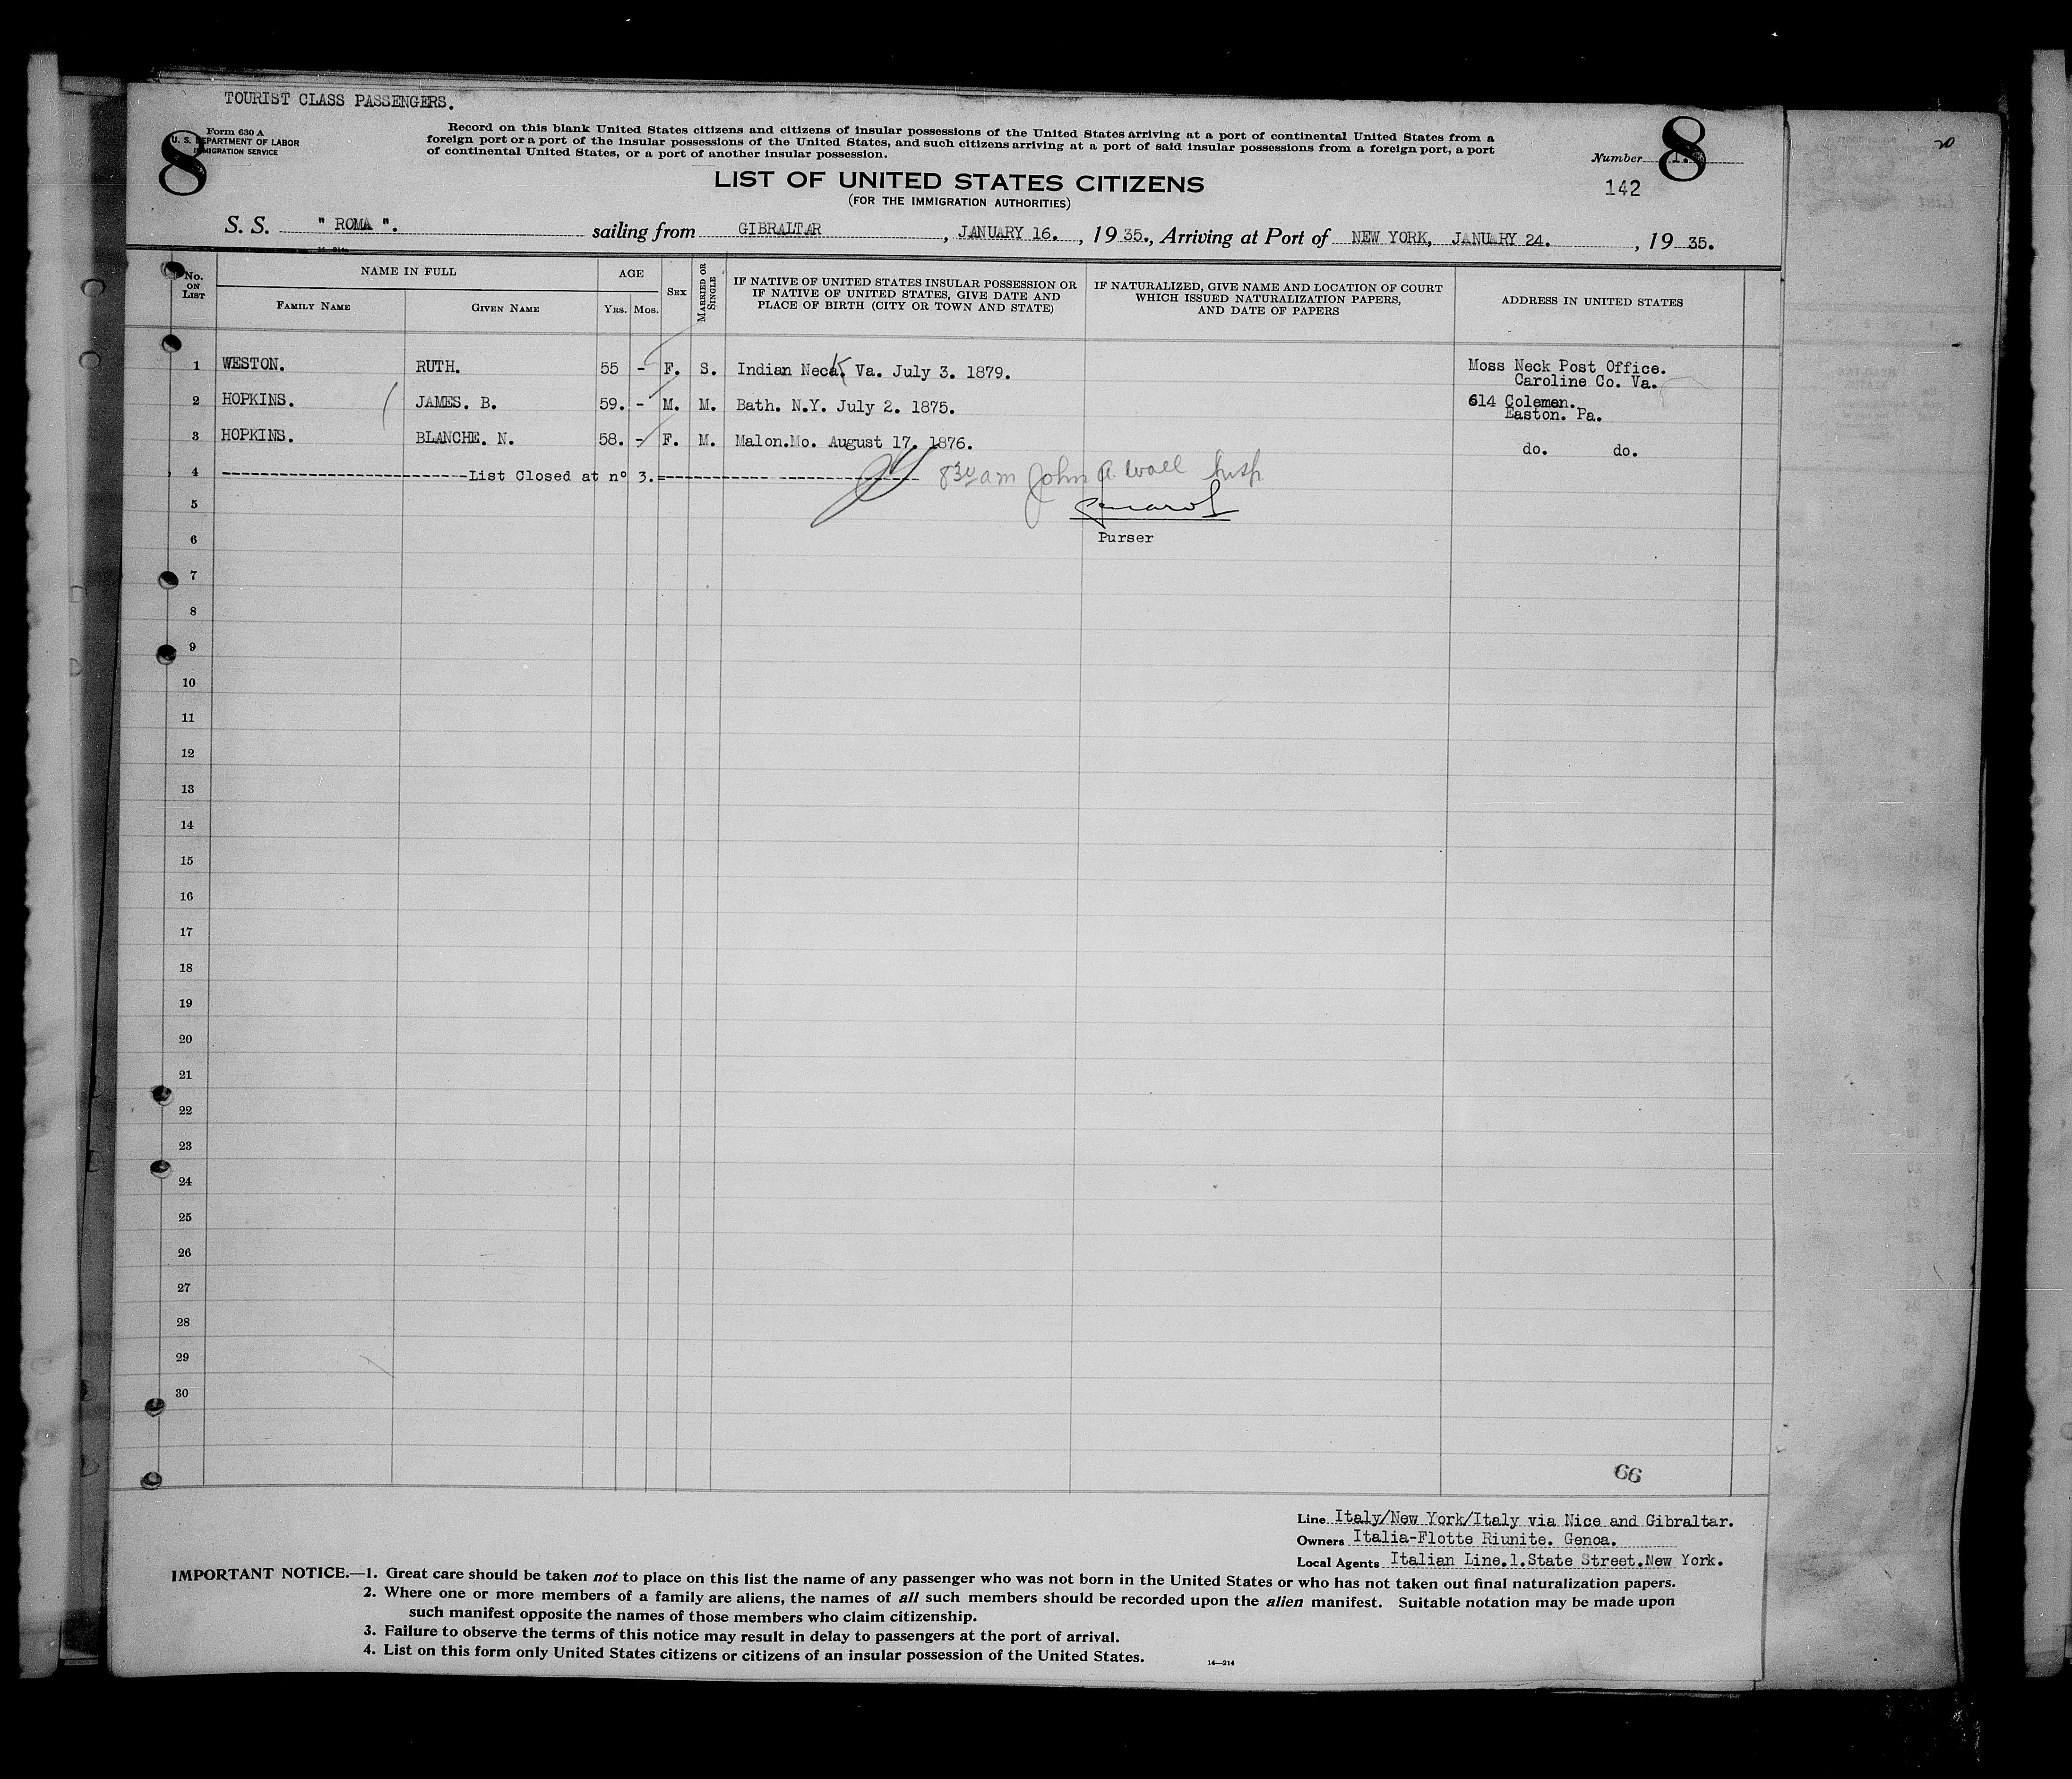 TOURIST CLASS PASSENGERS.
8
Form 630 A
U. S. DEPARTMENT OF LABOR
IMMIGRATION SERVICE
Record on this blank United States citizens and citizens of insular possessions of the United States arriving at a port of continental United States from a
foreign port or a port of the insular possessions of the United States, and such citizens arriving at a port of said insular possessions from a foreign port, a port
of continental United States, or a port of another insular possession.
8
Number 1.
142
LIST OF UNITED STATES CITIZENS
(FOR THE IMMIGRATION AUTHORITIES)
S. S. " ROMA ". sailing from GIBRALTAR, JANUARY 16., 1935., Arriving at Port of NEW YORK, JANUARY 24., 1935.
No. ON LIST NAME IN FULL FAMILY NAME GIVEN NAME AGE YRS. MOS. SEX MARRIED OR SINGLE
IF NATIVE OF UNITED STATES INSULAR POSSESSION OR
IF NATIVE OF UNITED STATES, GIVE DATE AND
PLACE OF BIRTH (CITY OR TOWN AND STATE)
IF NATURALIZED, GIVE NAME AND LOCATION OF COURT
WHICH ISSUED NATURALIZATION PAPERS,
AND DATE OF PAPERS
ADDRESS IN UNITED STATES
1 WESTON. RUTH. 55 - F. S. Indian Neck. Va. July 3. 1879. Moss Neck Post Office.
Caroline Co. Va.
2 HOPKINS. JAMES. B. 59. - M. M. Bath. N.Y. July 2. 1875. 614 Coleman.
Easton. Pa.
3 HOPKINS. BLANCHE. N. 58. - F. M. Malon.Mo. August 17. 1876. do. do.
4 ------List Closed at nº 3.------ John A Wall Insp
5
6 Purser
7
8
9
10
11
12
13
14
15
16
17
18
19
20
21
22
23
24
25
26
27
28
29
30
66
Line Italy/New York/Italy via Nice and Gibraltar.
Owners Italia-Flotte Riunite. Genoa.
Local Agents Italian Line.1.State Street.New York.
IMPORTANT NOTICE.—1. Great care should be taken not to place on this list the name of any passenger who was not born in the United States or who has not taken out final naturalization papers.
2. Where one or more members of a family are aliens, the names of all such members should be recorded upon the alien manifest. Suitable notation may be made upon
such manifest opposite the names of those members who claim citizenship.
3. Failure to observe the terms of this notice may result in delay to passengers at the port of arrival.
4. List on this form only United States citizens or citizens of an insular possession of the United States.
14—214